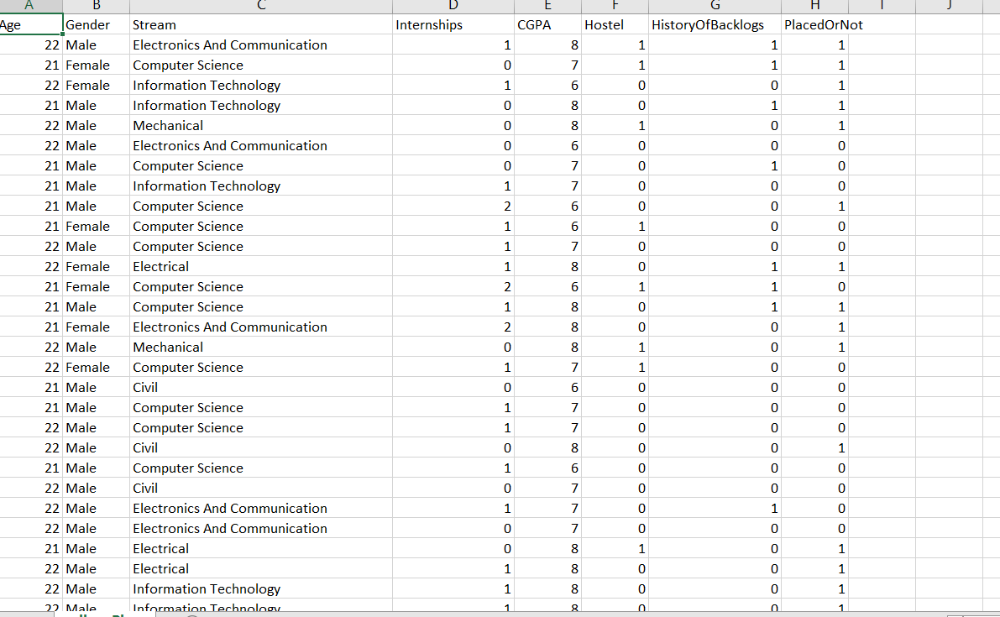 A B C D E F G H I J
Age Gender Stream Internships CGPA Hostel HistoryOfBacklogs PlacedOrNot
22 Male Electronics And Communication 1 8 1 1 1
21 Female Computer Science 0 7 1 1 1
22 Female Information Technology 1 6 0 0 1
21 Male Information Technology 0 8 0 1 1
22 Male Mechanical 0 8 1 0 1
22 Male Electronics And Communication 0 6 0 0 0
21 Male Computer Science 0 7 0 1 0
21 Male Information Technology 1 7 0 0 0
21 Male Computer Science 2 6 0 0 1
21 Female Computer Science 1 6 1 0 0
22 Male Computer Science 1 7 0 0 0
22 Female Electrical 1 8 0 1 1
21 Female Computer Science 2 6 1 1 0
21 Male Computer Science 1 8 0 1 1
21 Female Electronics And Communication 2 8 0 0 1
22 Male Mechanical 0 8 1 0 1
22 Female Computer Science 1 7 1 0 0
21 Male Civil 0 6 0 0 0
21 Male Computer Science 1 7 0 0 0
22 Male Computer Science 1 7 0 0 0
22 Male Civil 0 8 0 0 1
21 Male Computer Science 1 6 0 0 0
22 Male Civil 0 7 0 0 0
22 Male Electronics And Communication 1 7 0 1 0
22 Male Electronics And Communication 0 7 0 0 0
21 Male Electrical 0 8 1 0 1
22 Male Electrical 1 8 0 0 1
22 Male Information Technology 1 8 0 0 1
22 Male Information Technology 1 8 0 0 1